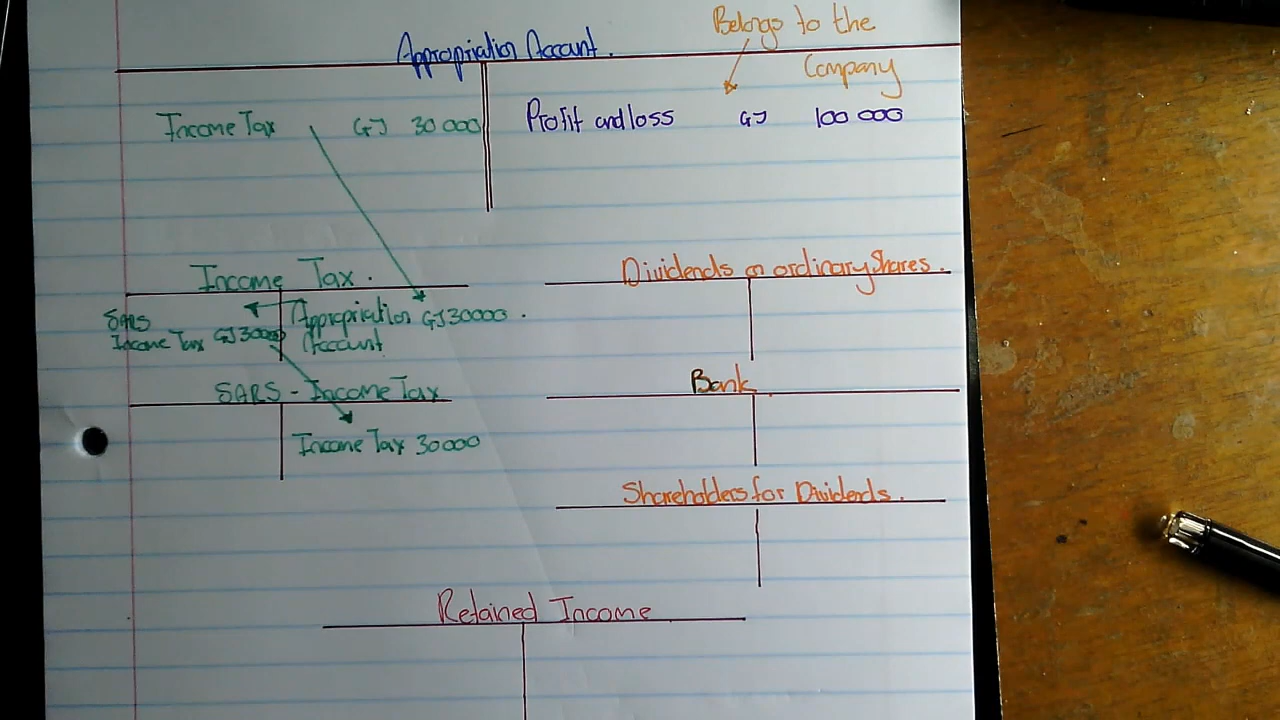 Belongs to the
Company
Appropriation Account.
Income Tax GJ 30 000
Profit and loss GJ 100 000
Income Tax.
SARS
Income Tax GJ 30000
Appropriation GJ 30000.
Account
SARS - Income Tax
Income Tax 30000
Dividends on ordinary shares.
Bank
Shareholders for Dividends.
Retained Income